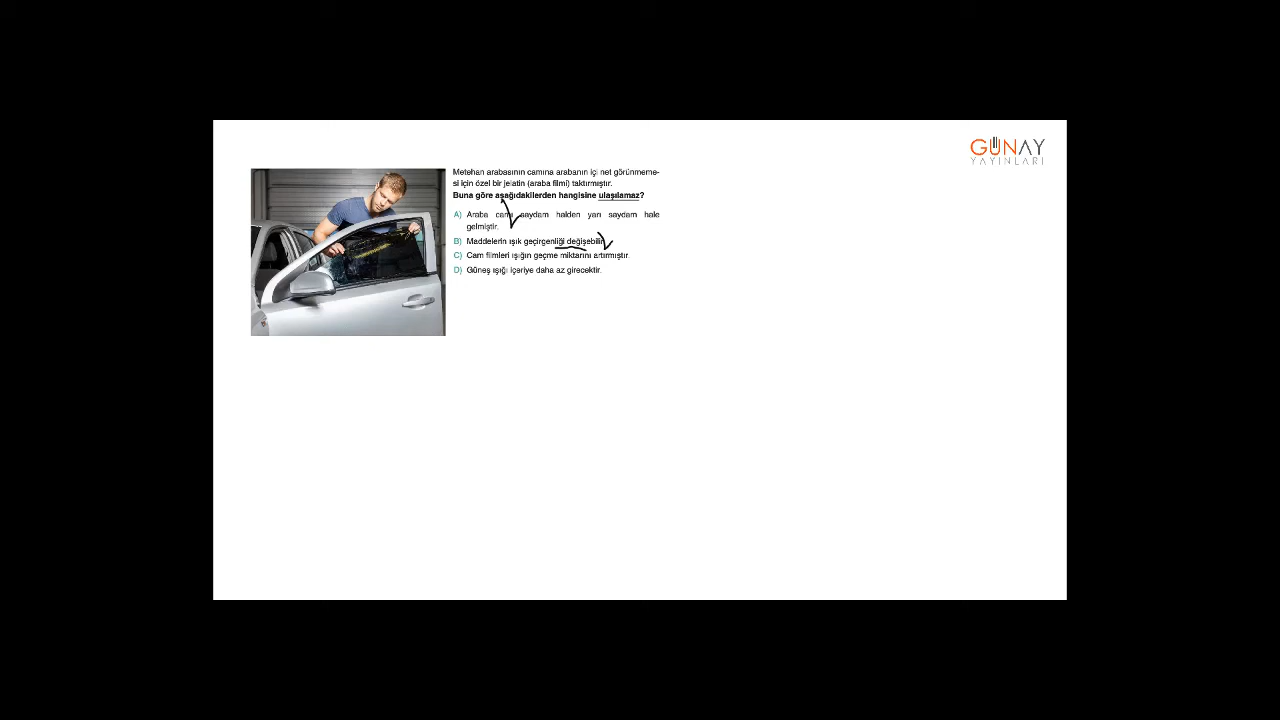 GÜNAY
YAYINLARI
Metehan arabasının camına arabanın içi net görünmeme-
si için özel bir jelatin (araba filmi) taktırmıştır.
Buna göre aşağıdakilerden hangisine ulaşılamaz?
A) Araba camı saydam halden yarı saydam hale
gelmiştir.
B) Maddelerin ışık geçirgenliği değişebilir.
C) Cam filmleri ışığın geçme miktarını artırmıştır.
D) Güneş ışığı içeriye daha az girecektir.